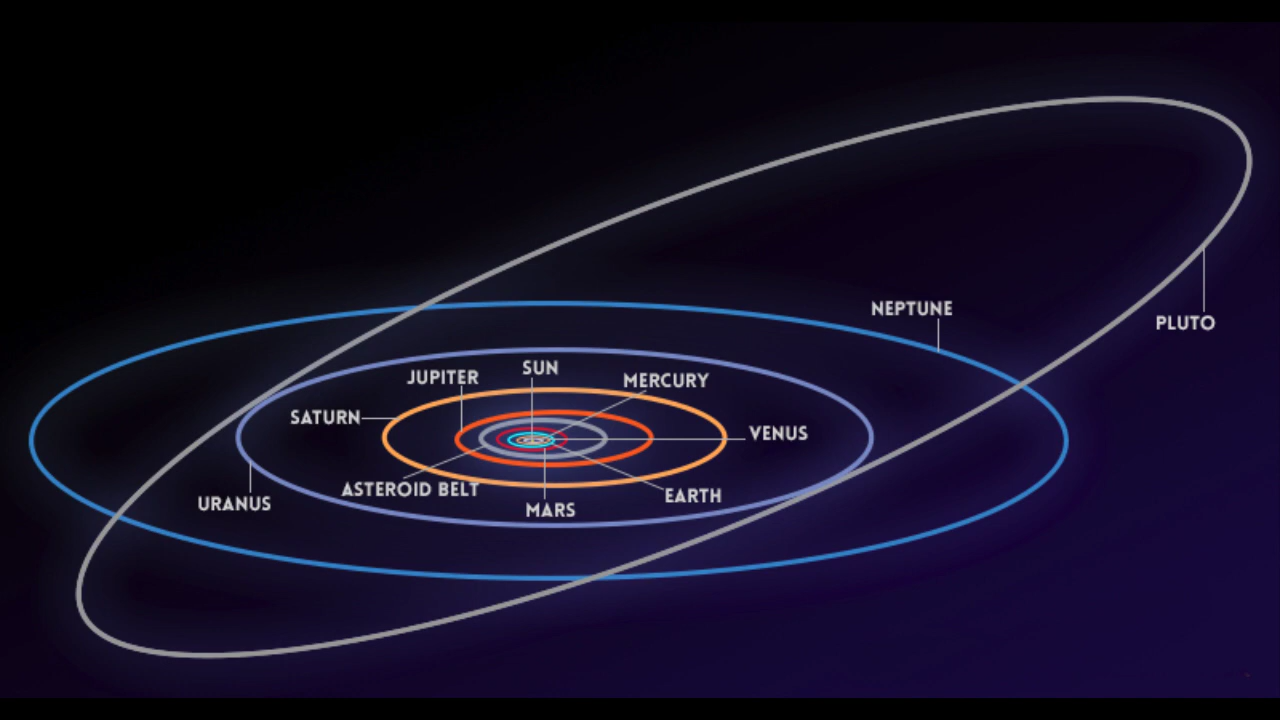 NEPTUNE
PLUTO
SUN
JUPITER
MERCURY
SATURN
VENUS
ASTEROID BELT
EARTH
URANUS
MARS